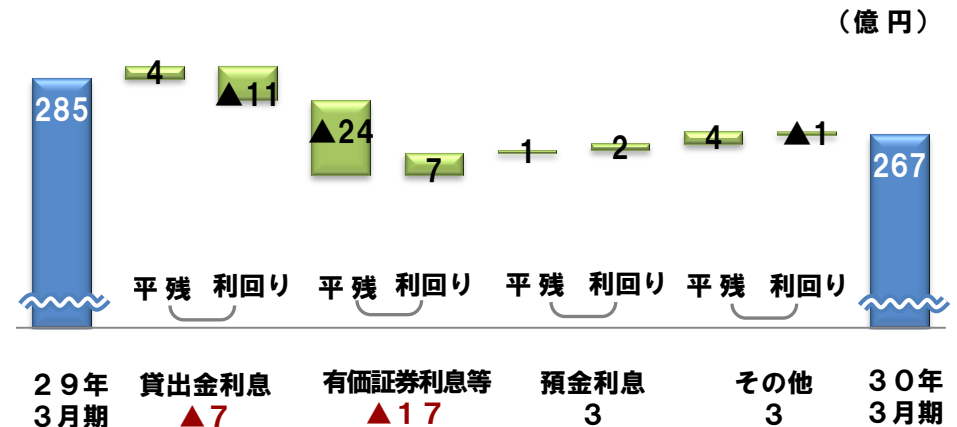 （億円）
285
4
▲11
▲24
7
1
2
4
▲1
267
平残 利回り 平残 利回り 平残 利回り 平残 利回り
２９年
３月期
貸出金利息
▲７
有価証券利息等
▲１７
預金利息
３
その他
３
３０年
３月期